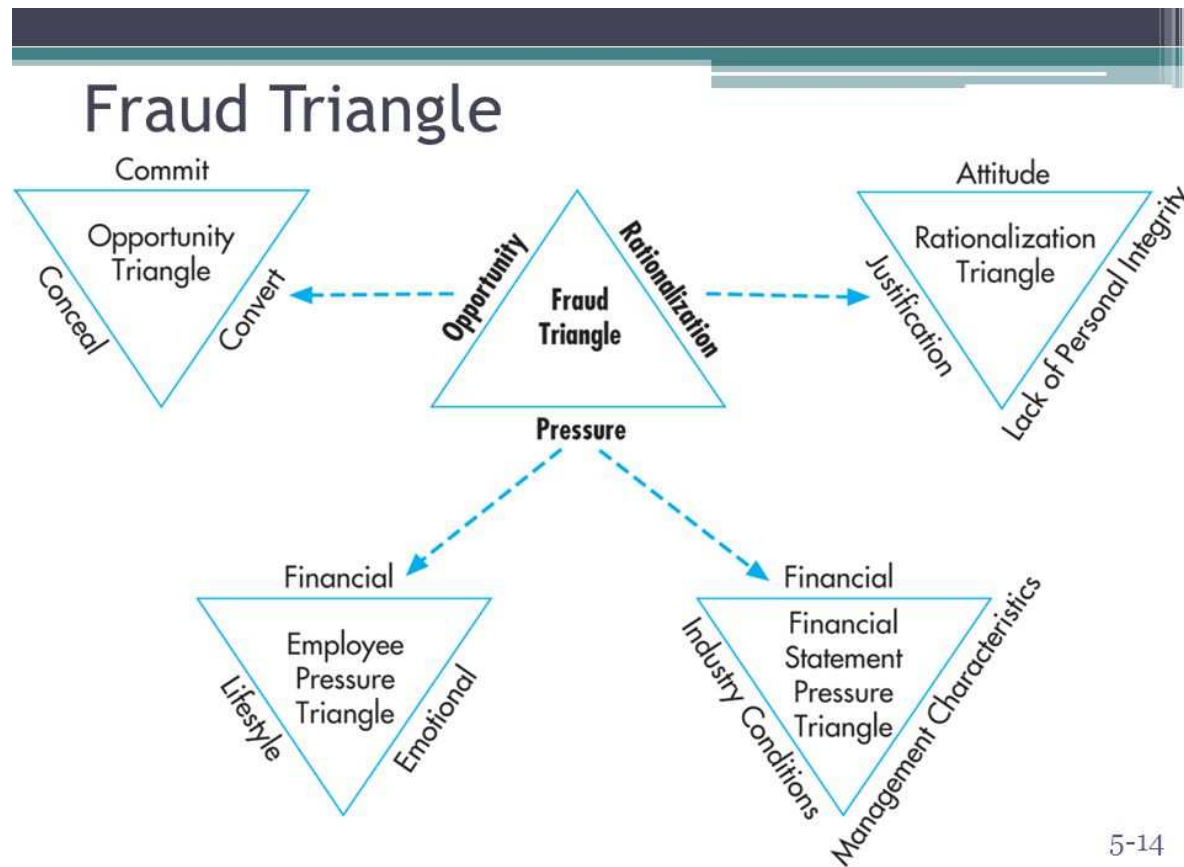 Fraud Triangle
Commit
Opportunity
Triangle
Conceal
Convert
Opportunity
Rationalization
Fraud
Triangle
Pressure
Attitude
Rationalization
Triangle
Justification
Lack of Personal Integrity
Financial
Employee
Pressure
Triangle
Lifestyle
Emotional
Financial
Financial
Statement
Pressure
Triangle
Industry Conditions
Management Characteristics
5-14